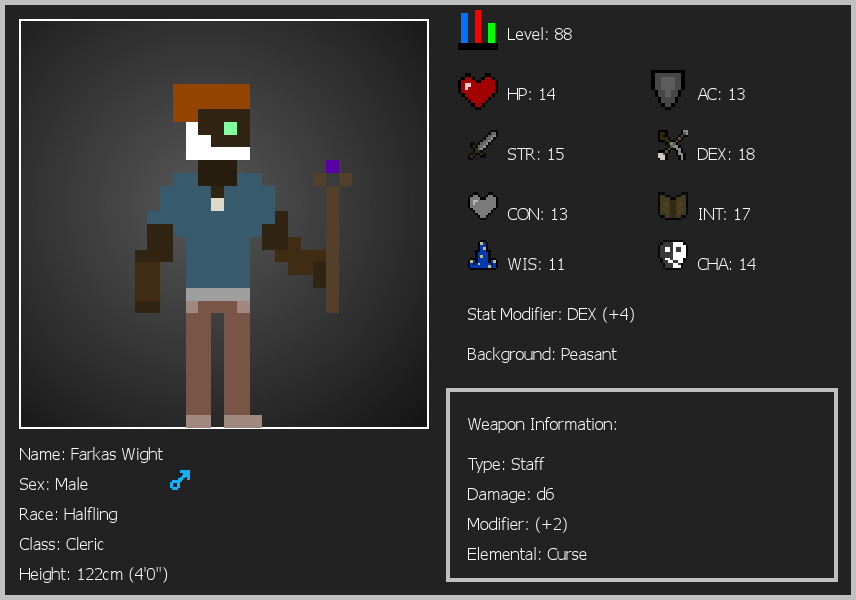 Level: 88
HP: 14
AC: 13
STR: 15
DEX: 18
CON: 13
INT: 17
WIS: 11
CHA: 14
Stat Modifier: DEX (+4)
Background: Peasant
Weapon Information:
Type: Staff
Damage: d6
Modifier: (+2)
Elemental: Curse
Name: Farkas Wight
Sex: Male
Race: Halfling
Class: Cleric
Height: 122cm (4'0")